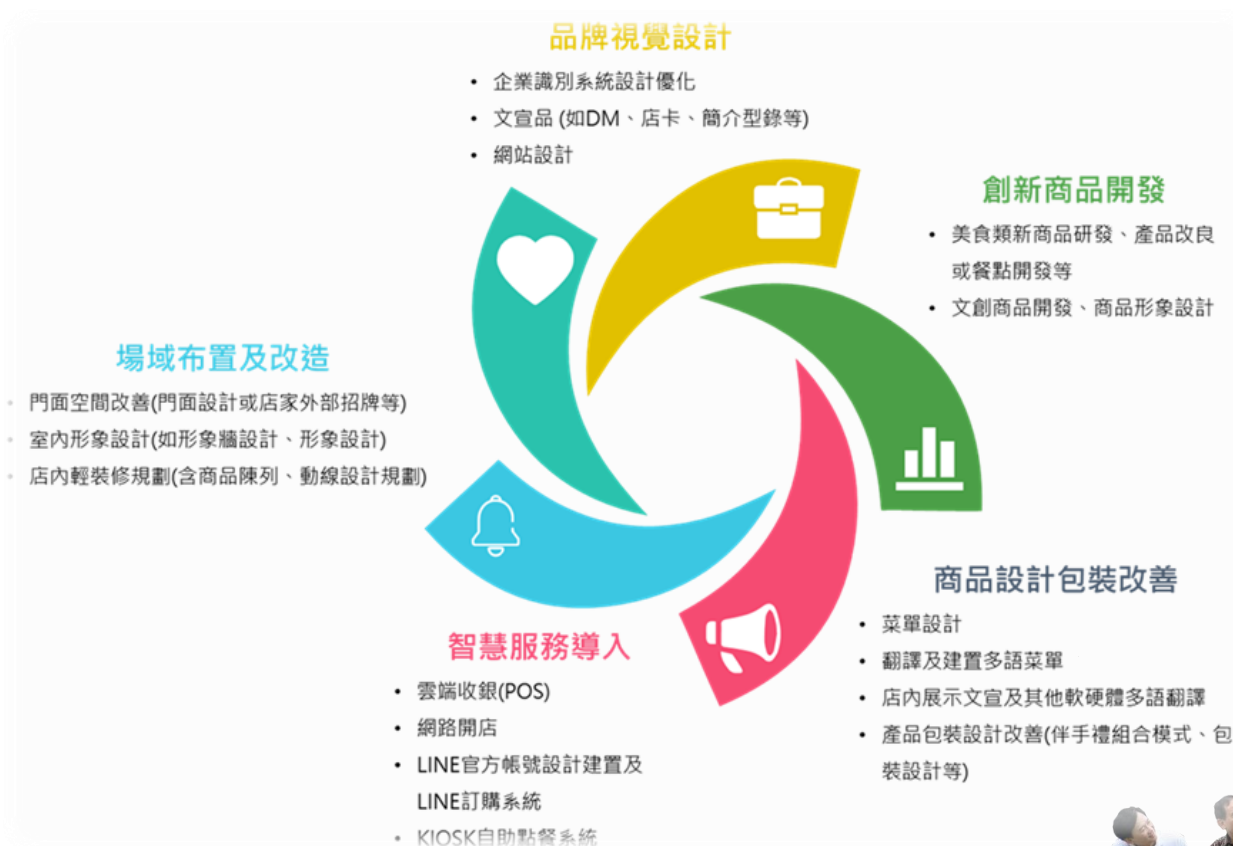 品牌視覺設計
• 企業識別系統設計優化
• 文宣品 (如DM、店卡、簡介型錄等)
• 網站設計
創新商品開發
• 美食類新商品研發、產品改良
或餐點開發等
• 文創商品開發、商品形象設計
場域布置及改造
• 門面空間改善(門面設計或店家外部招牌等)
• 室內形象設計(如形象牆設計、形象設計)
• 店內輕裝修規劃(含商品陳列、動線設計規劃)
商品設計包裝改善
• 菜單設計
• 翻譯及建置多語菜單
• 店內展示文宣及其他軟硬體多語翻譯
• 產品包裝設計改善(伴手禮組合模式、包
裝設計等)
智慧服務導入
• 雲端收銀(POS)
• 網路開店
• LINE官方帳號設計建置及
LINE訂購系統
• KIOSK自助點餐系統